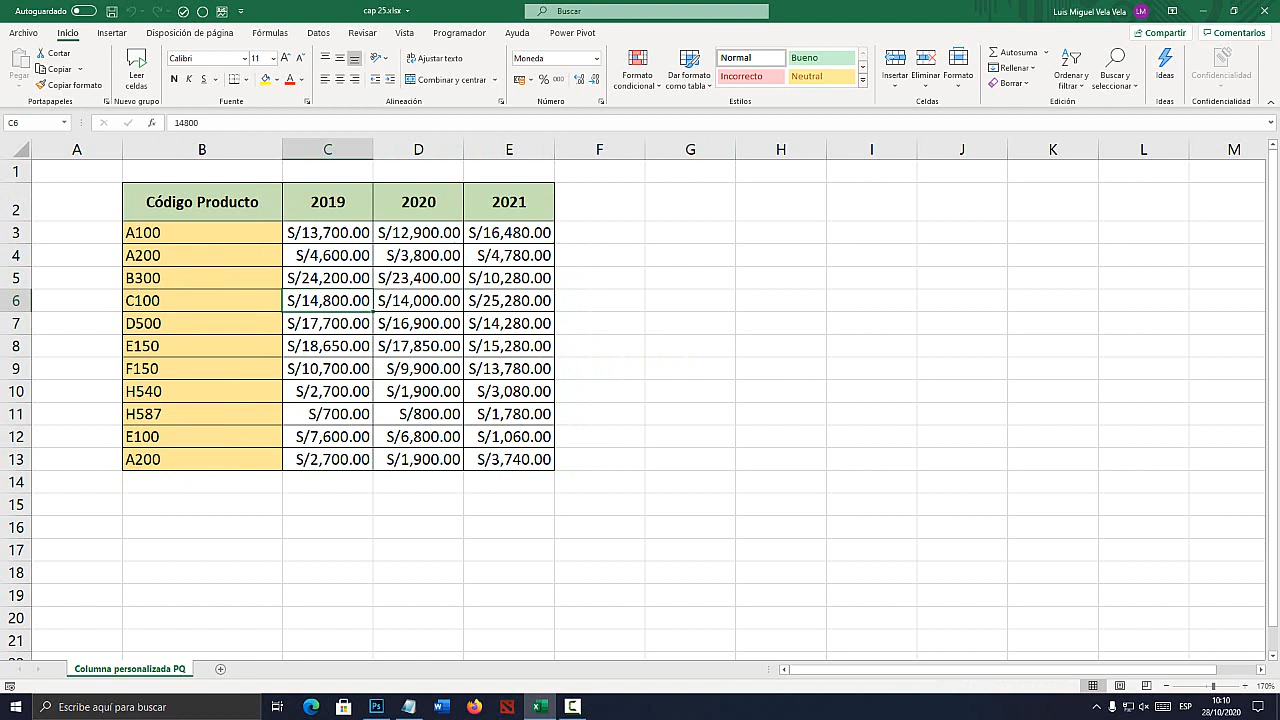 Autoguardado
cap 25.xlsx
Buscar
Luis Miguel Vela Vela
LM
Archivo Inicio Insertar Disposición de página Fórmulas Datos Revisar Vista Programador Ayuda Power Pivot
Compartir Comentarios
Pegar
Cortar
Copiar
Copiar formato
Portapapeles
Leer celdas
Nuevo grupo
Calibri 11
N K S
Fuente
Ajustar texto
Combinar y centrar
Alineación
Moneda
% 000
Número
Formato condicional
Dar formato como tabla
Normal Bueno
Incorrecto Neutral
Estilos
Insertar Eliminar Formato
Celdas
Autosuma
Rellenar
Borrar
Ordenar y filtrar
Buscar y seleccionar
Edición
Ideas
Ideas
Confidencialidad
Confidencialidad
C6 fx 14800
A B C D E F G H I J K L M
1
2 Código Producto 2019 2020 2021
3 A100 S/13,700.00 S/12,900.00 S/16,480.00
4 A200 S/4,600.00 S/3,800.00 S/4,780.00
5 B300 S/24,200.00 S/23,400.00 S/10,280.00
6 C100 S/14,800.00 S/14,000.00 S/25,280.00
7 D500 S/17,700.00 S/16,900.00 S/14,280.00
8 E150 S/18,650.00 S/17,850.00 S/15,280.00
9 F150 S/10,700.00 S/9,900.00 S/13,780.00
10 H540 S/2,700.00 S/1,900.00 S/3,080.00
11 H587 S/700.00 S/800.00 S/1,780.00
12 E100 S/7,600.00 S/6,800.00 S/1,060.00
13 A200 S/2,700.00 S/1,900.00 S/3,740.00
14
15
16
17
18
19
20
21
Columna personalizada PQ
170%
Escribe aquí para buscar
ESP
10:10
28/10/2020